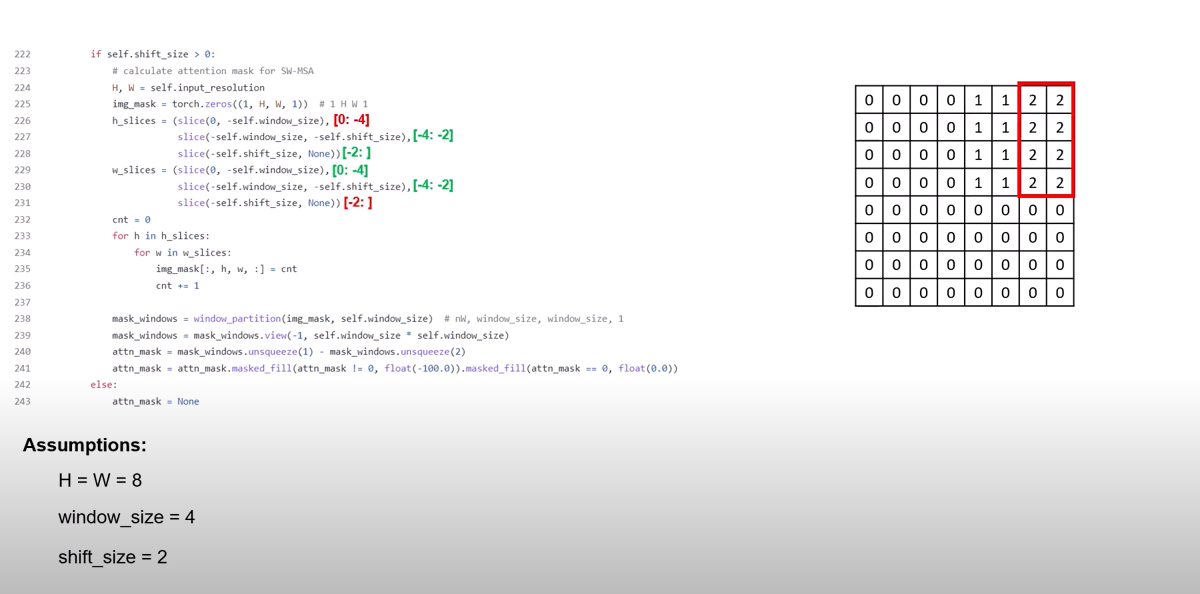 222 if self.shift_size > 0:
223 # calculate attention mask for SW-MSA
224 H, W = self.input_resolution
225 img_mask = torch.zeros((1, H, W, 1)) # 1 H W 1
226 h_slices = (slice(0, -self.window_size), [0: -4]
227 slice(-self.window_size, -self.shift_size), [-4: -2]
228 slice(-self.shift_size, None)) [-2: ]
229 w_slices = (slice(0, -self.window_size), [0: -4]
230 slice(-self.window_size, -self.shift_size), [-4: -2]
231 slice(-self.shift_size, None)) [-2: ]
232 cnt = 0
233 for h in h_slices:
234 for w in w_slices:
235 img_mask[:, h, w, :] = cnt
236 cnt += 1
237
238 mask_windows = window_partition(img_mask, self.window_size) # nW, window_size, window_size, 1
239 mask_windows = mask_windows.view(-1, self.window_size * self.window_size)
240 attn_mask = mask_windows.unsqueeze(1) - mask_windows.unsqueeze(2)
241 attn_mask = attn_mask.masked_fill(attn_mask != 0, float(-100.0)).masked_fill(attn_mask == 0, float(0.0))
242 else:
243 attn_mask = None
0 0 0 0 1 1 2 2
0 0 0 0 1 1 2 2
0 0 0 0 1 1 2 2
0 0 0 0 1 1 2 2
0 0 0 0 0 0 0 0
0 0 0 0 0 0 0 0
0 0 0 0 0 0 0 0
0 0 0 0 0 0 0 0
Assumptions:
H = W = 8
window_size = 4
shift_size = 2